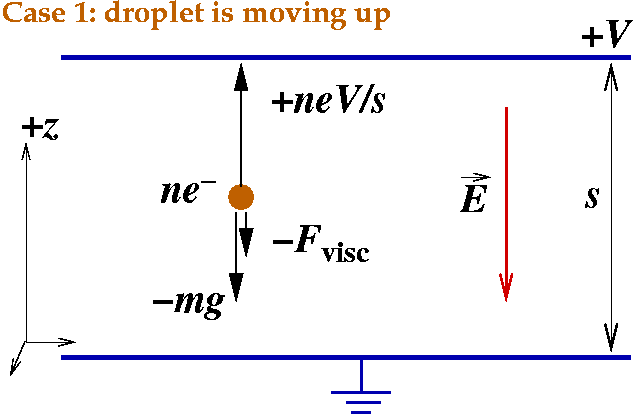 Case 1: droplet is moving up
+V
+neV/s
+z
ne⁻
E
s
−F_visc
−mg